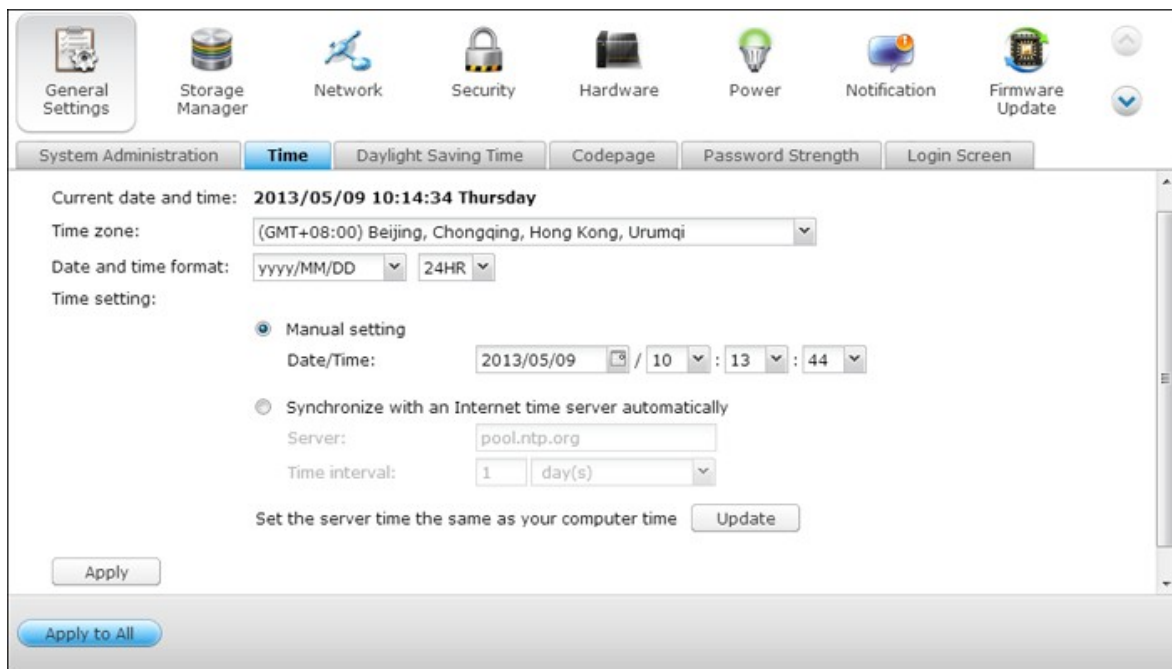 General Settings
Storage Manager
Network
Security
Hardware
Power
Notification
Firmware Update
System Administration Time Daylight Saving Time Codepage Password Strength Login Screen
Current date and time: 2013/05/09 10:14:34 Thursday
Time zone: (GMT+08:00) Beijing, Chongqing, Hong Kong, Urumqi
Date and time format: yyyy/MM/DD 24HR
Time setting:
Manual setting
Date/Time: 2013/05/09 / 10 : 13 : 44
Synchronize with an Internet time server automatically
Server: pool.ntp.org
Time interval: 1 day(s)
Set the server time the same as your computer time Update
Apply
Apply to All